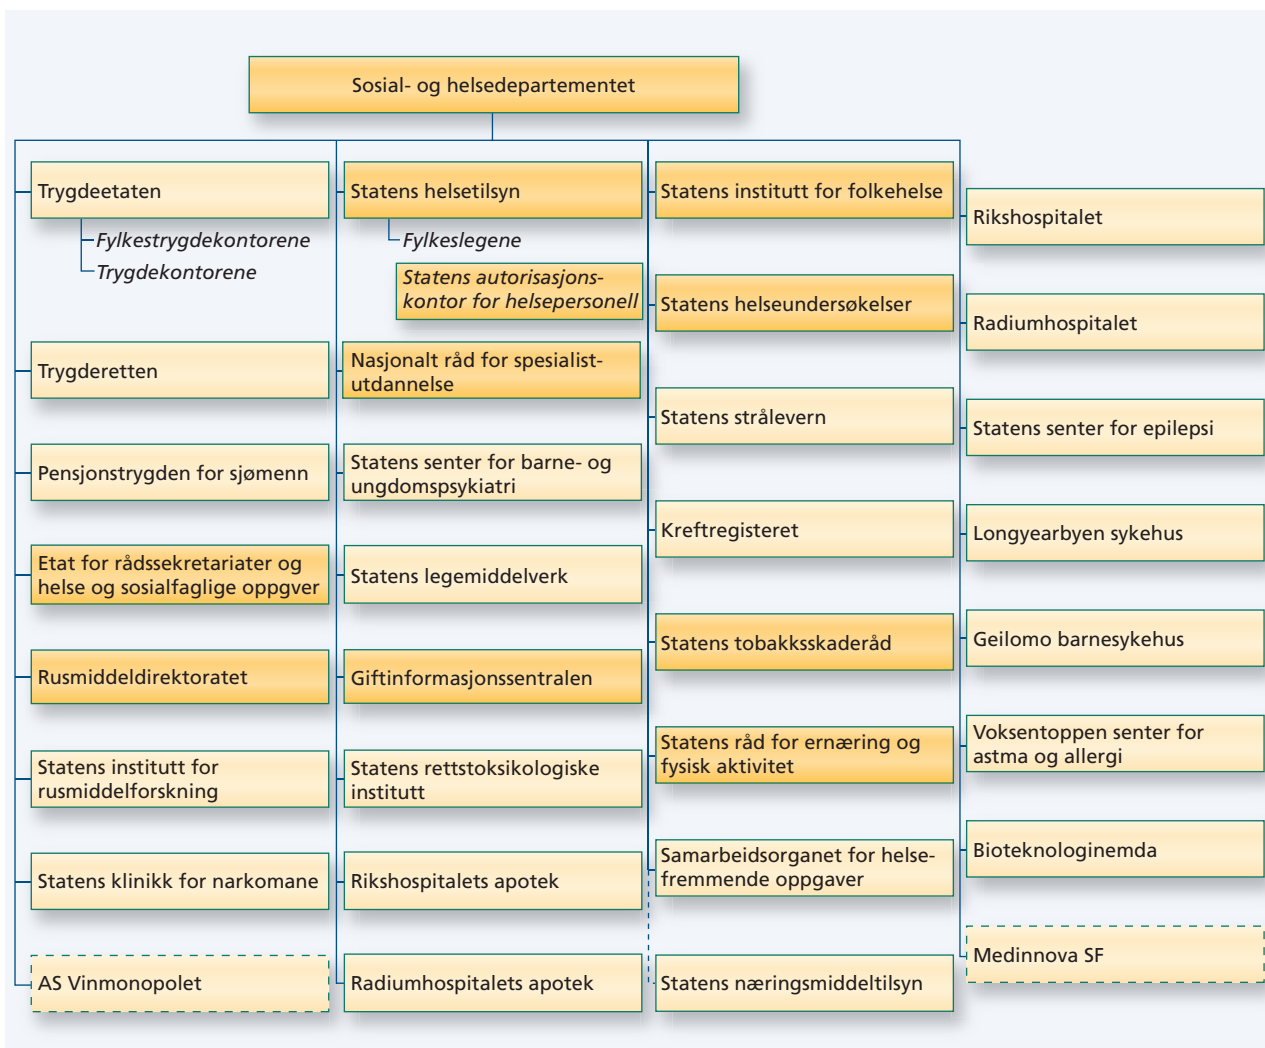 Sosial- og helsedepartementet
Trygdeetaten
Fylkestrygdekontorene
Trygdekontorene
Trygderetten
Pensjonstrygden for sjømenn
Etat for rådssekretariater og
helse og sosialfaglige oppgver
Rusmiddeldirektoratet
Statens institutt for
rusmiddelforskning
Statens klinikk for narkomane
AS Vinmonopolet
Statens helsetilsyn
Fylkeslegene
Statens autorisasjons-
kontor for helsepersonell
Nasjonalt råd for spesialist-
utdannelse
Statens senter for barne- og
ungdomspsykiatri
Statens legemiddelverk
Giftinformasjonssentralen
Statens rettstoksikologiske
institutt
Rikshospitalets apotek
Radiumhospitalets apotek
Statens institutt for folkehelse
Statens helseundersøkelser
Statens strålevern
Kreftregisteret
Statens tobakksskaderåd
Statens råd for ernæring og
fysisk aktivitet
Samarbeidsorganet for helse-
fremmende oppgaver
Statens næringsmiddeltilsyn
Rikshospitalet
Radiumhospitalet
Statens senter for epilepsi
Longyearbyen sykehus
Geilomo barnesykehus
Voksentoppen senter for
astma og allergi
Bioteknologinemda
Medinnova SF